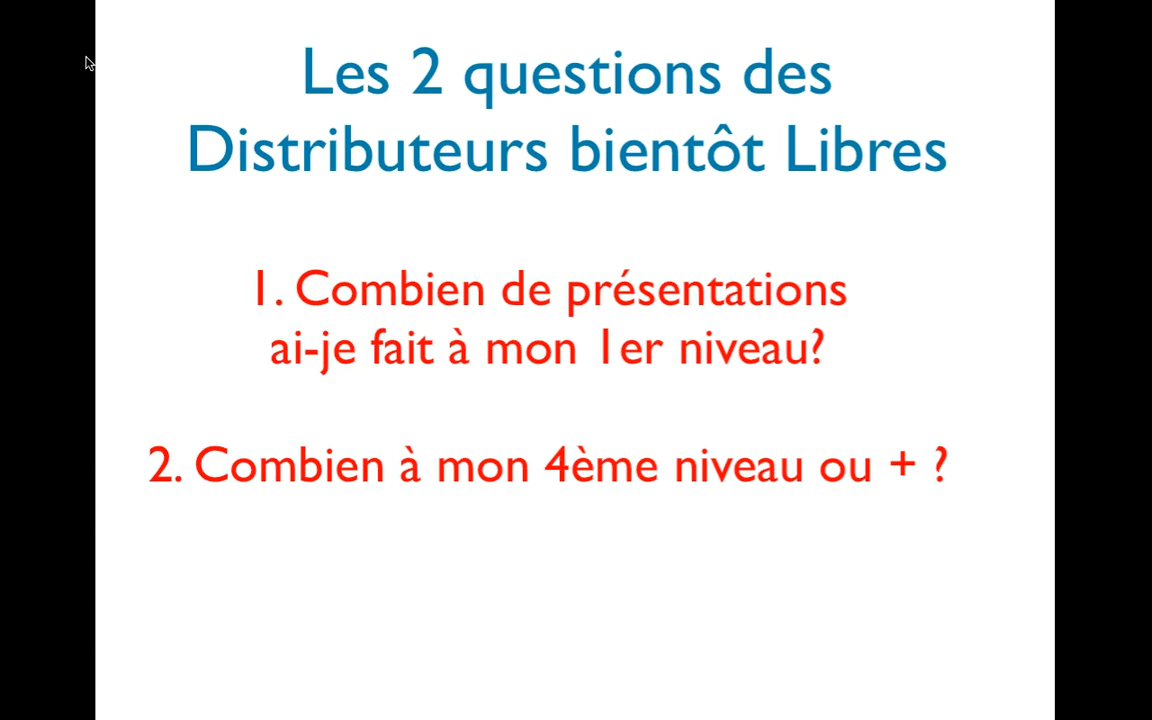 Les 2 questions des
Distributeurs bientôt Libres
1. Combien de présentations
ai-je fait à mon 1er niveau?
2. Combien à mon 4ème niveau ou + ?